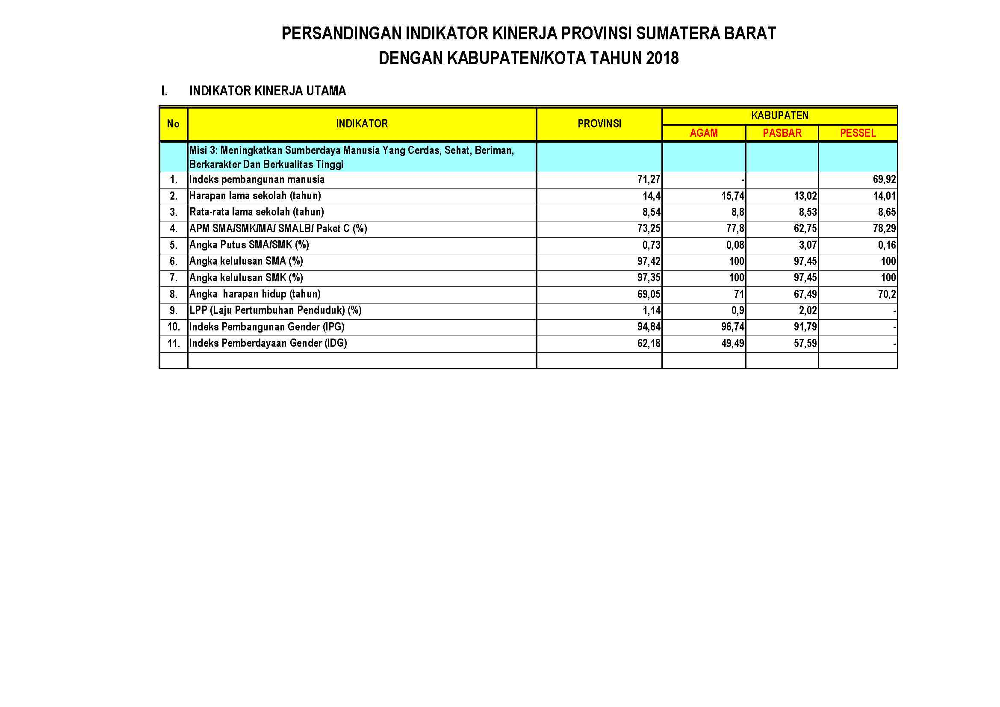 PERSANDINGAN INDIKATOR KINERJA PROVINSI SUMATERA BARAT
DENGAN KABUPATEN/KOTA TAHUN 2018
I. INDIKATOR KINERJA UTAMA
No INDIKATOR PROVINSI KABUPATEN
AGAM PASBAR PESSEL
Misi 3: Meningkatkan Sumberdaya Manusia Yang Cerdas, Sehat, Beriman,
Berkarakter Dan Berkualitas Tinggi
1. Indeks pembangunan manusia 71,27 - 69,92
2. Harapan lama sekolah (tahun) 14,4 15,74 13,02 14,01
3. Rata-rata lama sekolah (tahun) 8,54 8,8 8,53 8,65
4. APM SMA/SMK/MA/ SMALB/ Paket C (%) 73,25 77,8 62,75 78,29
5. Angka Putus SMA/SMK (%) 0,73 0,08 3,07 0,16
6. Angka kelulusan SMA (%) 97,42 100 97,45 100
7. Angka kelulusan SMK (%) 97,35 100 97,45 100
8. Angka  harapan hidup (tahun) 69,05 71 67,49 70,2
9. LPP (Laju Pertumbuhan Penduduk) (%) 1,14 0,9 2,02 -
10. Indeks Pembangunan Gender (IPG) 94,84 96,74 91,79 -
11. Indeks Pemberdayaan Gender (IDG) 62,18 49,49 57,59 -